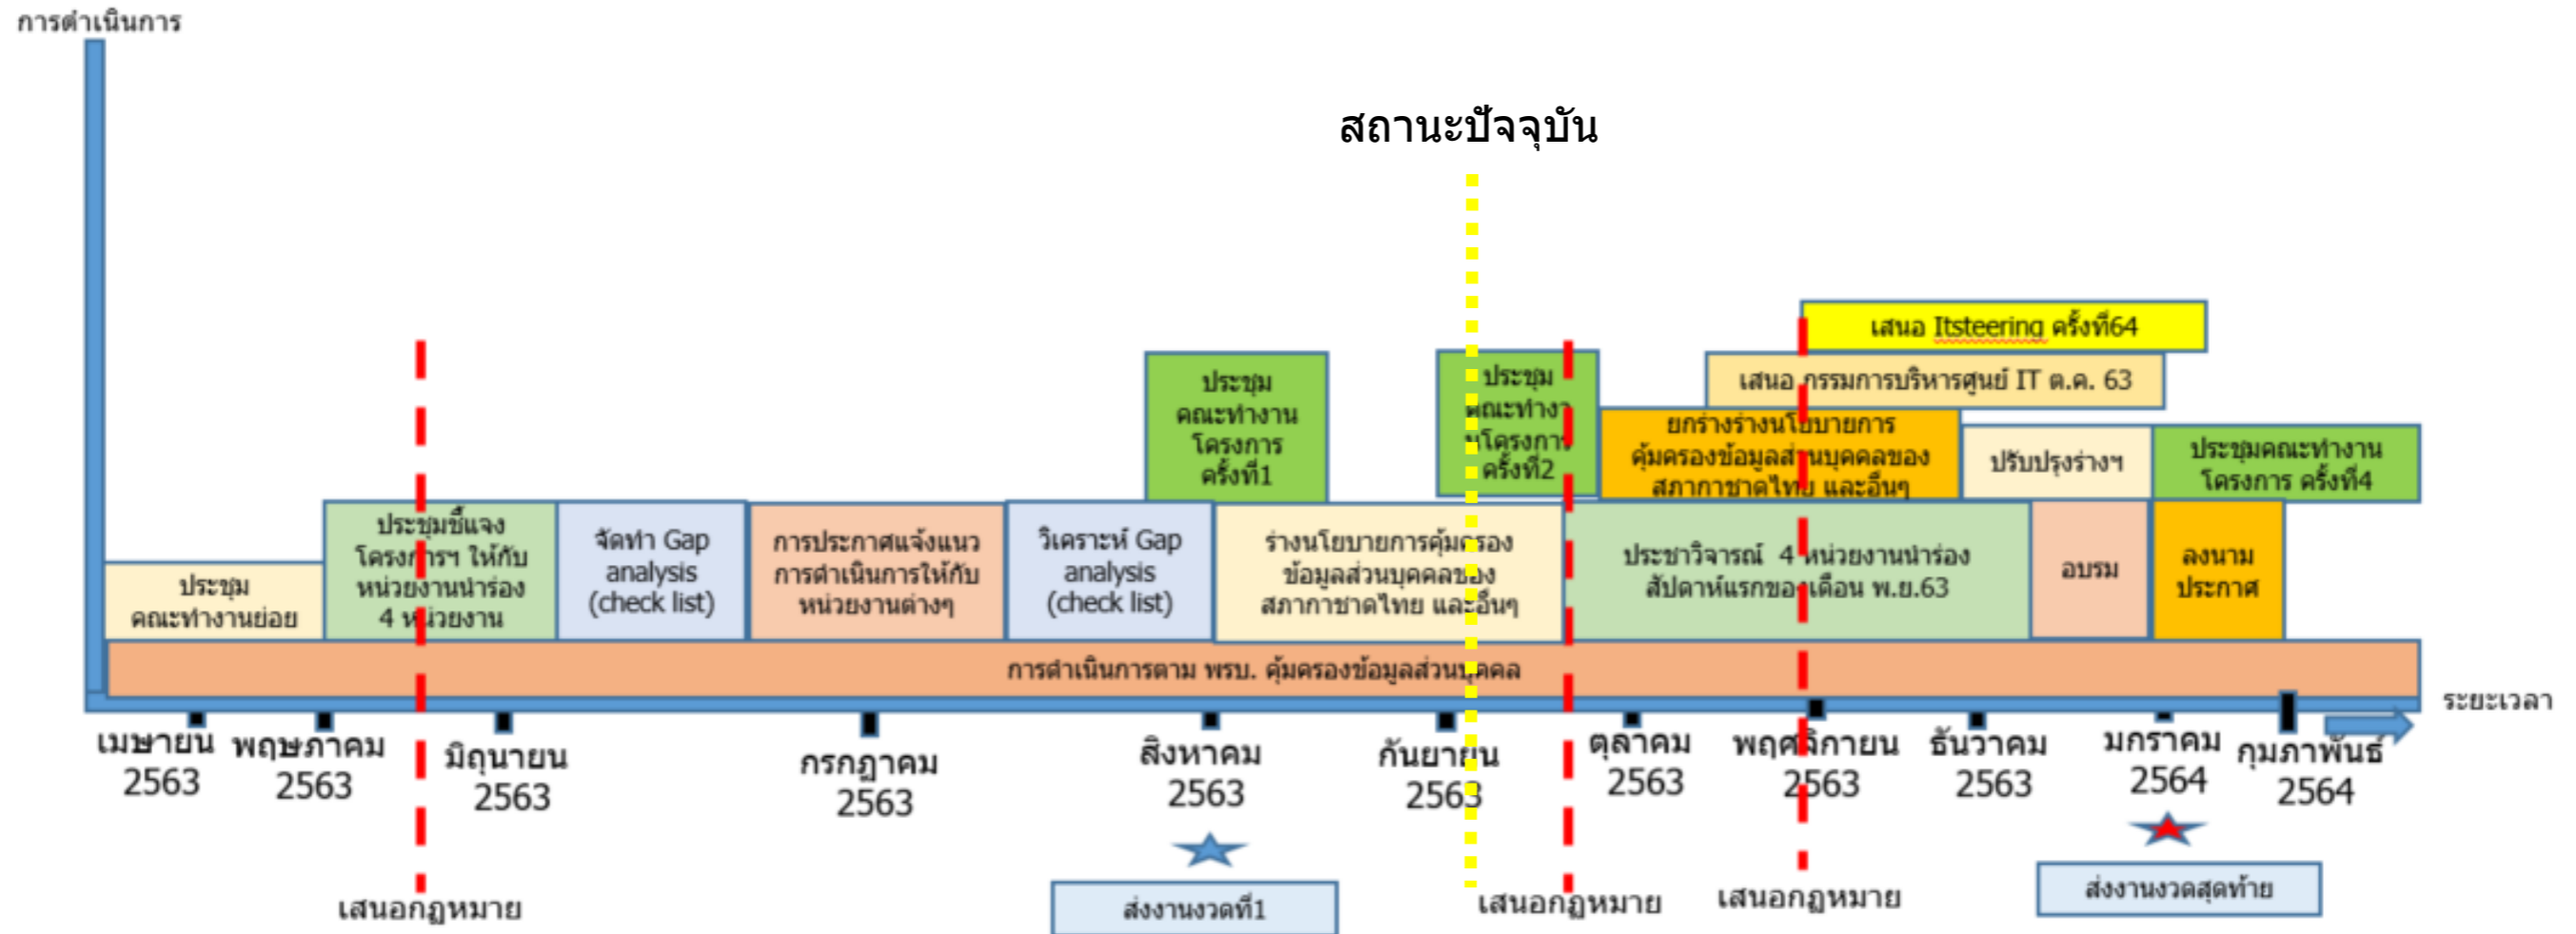 การดำเนินการ
สถานะปัจจุบัน
เสนอ Itsteering ครั้งที่64
เสนอ กรรมการบริหารศูนย์ IT ต.ค. 63
ประชุม
คณะทำงาน
โครงการ
ครั้งที่1
ประชุม
คณะทำงา
นโครงการ
ครั้งที่2
ยกร่างร่างนโยบายการ
คุ้มครองข้อมูลส่วนบุคคลของ
สภากาชาดไทย และอื่นๆ
ปรับปรุงร่างฯ
ประชุมคณะทำงาน
โครงการ ครั้งที่4
ประชุม
คณะทำงานย่อย
ประชุมชี้แจง
โครงการฯ ให้กับ
หน่วยงานนำร่อง
4 หน่วยงาน
จัดทำ Gap
analysis
(check list)
การประกาศแจ้งแนว
การดำเนินการให้กับ
หน่วยงานต่างๆ
วิเคราะห์ Gap
analysis
(check list)
ร่างนโยบายการคุ้มครอง
ข้อมูลส่วนบุคคลของ
สภากาชาดไทย และอื่นๆ
ประชาวิจารณ์ 4 หน่วยงานนำร่อง
สัปดาห์แรกของเดือน พ.ย.63
อบรม
ลงนาม
ประกาศ
การดำเนินการตาม พรบ. คุ้มครองข้อมูลส่วนบุคคล
ระยะเวลา
เมษายน
2563
พฤษภาคม
2563
มิถุนายน
2563
กรกฎาคม
2563
สิงหาคม
2563
กันยายน
2563
ตุลาคม
2563
พฤศจิกายน
2563
ธันวาคม
2563
มกราคม
2564
กุมภาพันธ์
2564
เสนอกฎหมาย
ส่งงานงวดที่1
เสนอกฎหมาย
เสนอกฎหมาย
ส่งงานงวดสุดท้าย